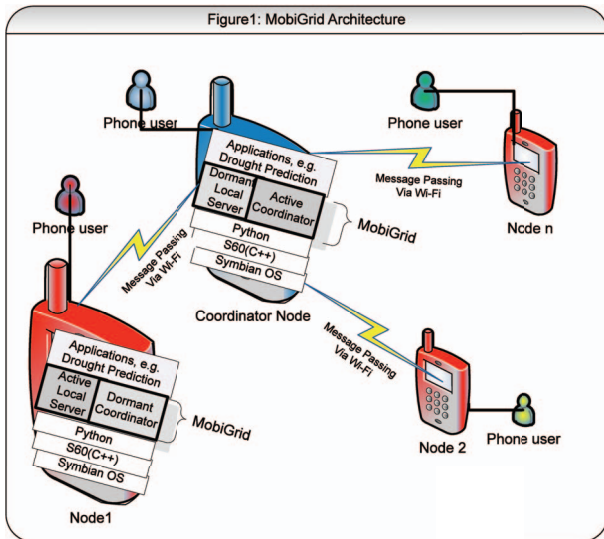 Figure1: MobiGrid Architecture
Phone user
Phone user
Applications, e.g.
Drought Prediction
Dormant
Local
Server
Active
Coordinator
Python
S60(C++)
Symbian OS
MobiGrid
Coordinator Node
Message Passing
Via Wi-Fi
Node n
Phone user
Message Passing
Via Wi-Fi
Message Passing
Via Wi-Fi
Applications, e.g.
Drought Prediction
Active
Local
Server
Dormant
Coordinator
Python
S60(C++)
Symbian OS
MobiGrid
Node1
Node 2
Phone user